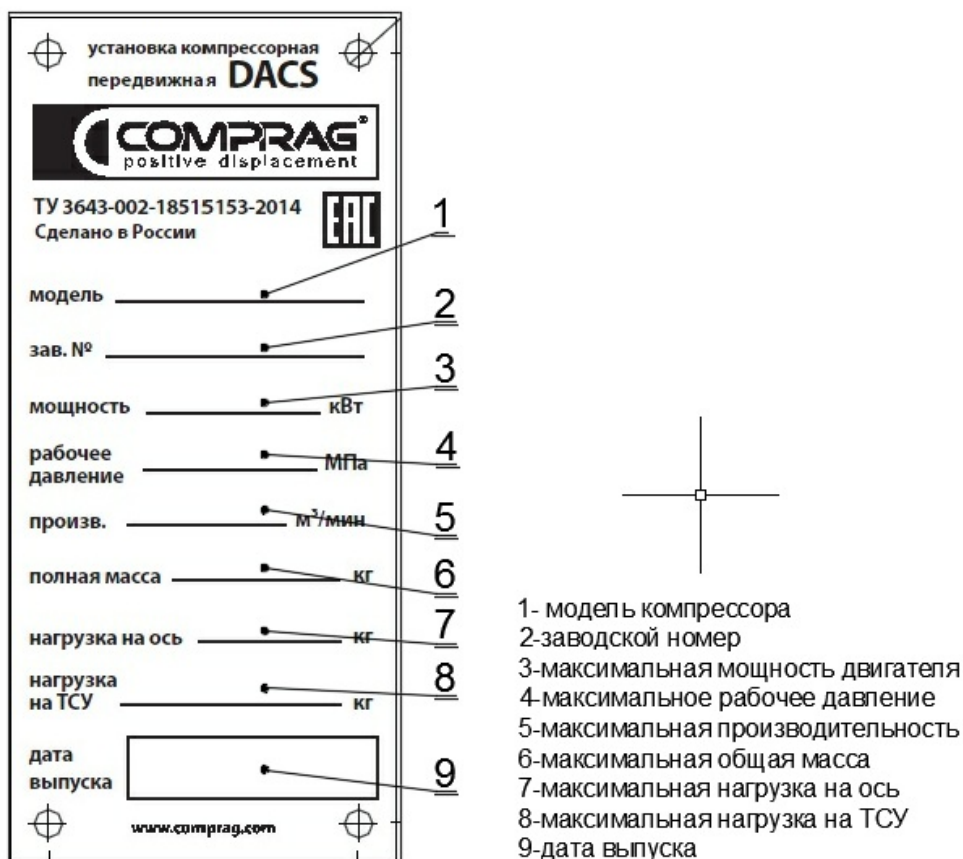 установка компрессорная
передвижная DACS
COMPRAG®
positive displacement
ТУ 3643-002-18515153-2014
Сделано в России
EAC
1
модель
2
зав. №
3
мощность кВт
4
рабочее
давление МПа
5
произв. м³/мин
6
полная масса кг
7
нагрузка на ось кг
8
нагрузка
на ТСУ кг
9
дата
выпуска
www.comprag.com
1- модель компрессора
2-заводской номер
3-максимальная мощность двигателя
4-максимальное рабочее давление
5-максимальная производительность
6-максимальная общая масса
7-максимальная нагрузка на ось
8-максимальная нагрузка на ТСУ
9-дата выпуска